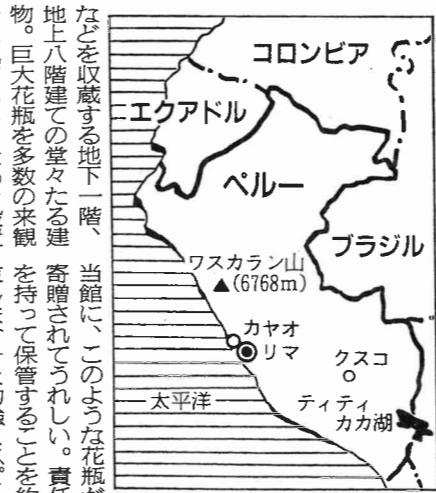 コロンビア
エクアドル
ペルー
ブラジル
ワスカラン山
▲(6768m)
カヤオ
リマ
クスコ
太平洋
ティティ
カカ湖
当館に、このような花瓶が
寄贈されてうれしい。責任
を持って保管することを約
などを収蔵する地下一階、
地上八階建ての堂々たる建
物。巨大花瓶を多数の来観